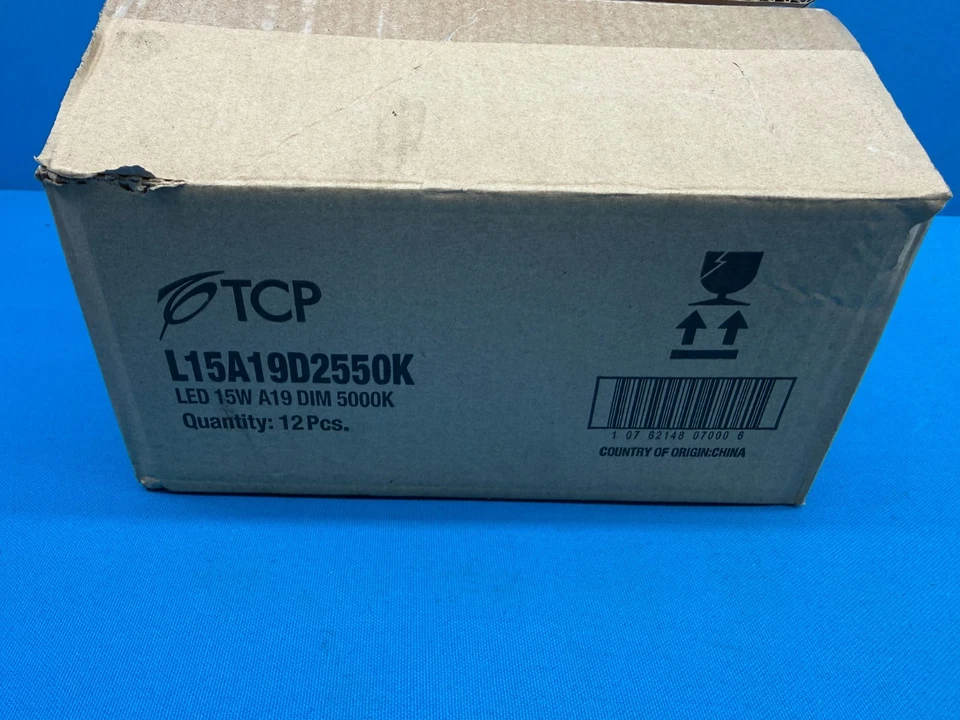 TCP
L15A19D2550K
LED 15W A19 DIM 5000K
Quantity: 12 Pcs.
1 07 62148 07000 6
COUNTRY OF ORIGIN:CHINA